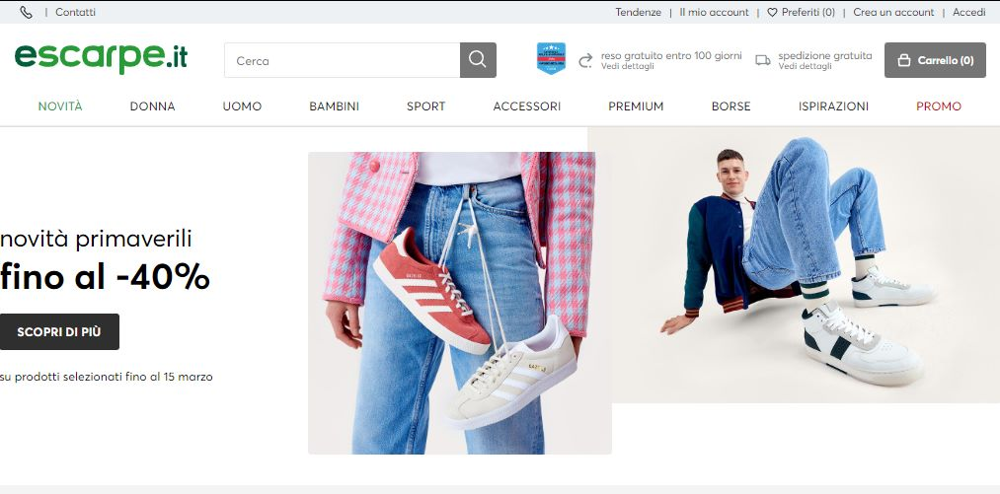 | Contatti
Tendenze | Il mio account | Preferiti (0) | Crea un account | Accedi
escarpe.it
Cerca
reso gratuito entro 100 giorni
Vedi dettagli
spedizione gratuita
Vedi dettagli
Carrello (0)
NOVITÀ DONNA UOMO BAMBINI SPORT ACCESSORI PREMIUM BORSE ISPIRAZIONI PROMO
novità primaverili
fino al -40%
SCOPRI DI PIÙ
su prodotti selezionati fino al 15 marzo